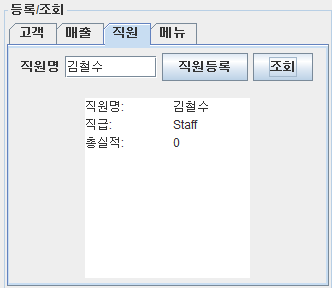 등록/조회
고객 매출 직원 메뉴
직원명 김철수 직원등록 조회
직원명: 김철수
직급: Staff
총실적: 0